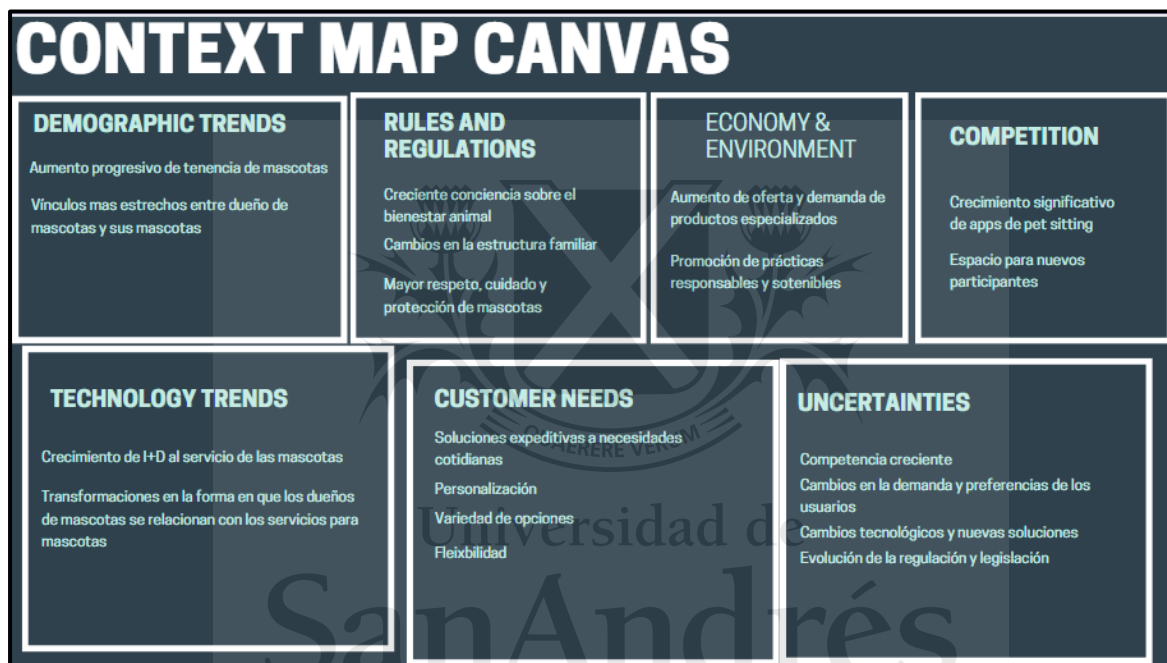 CONTEXT MAP CANVAS
DEMOGRAPHIC TRENDS
Aumento progresivo de tenencia de mascotas
Vínculos mas estrechos entre dueño de
mascotas y sus mascotas
RULES AND
REGULATIONS
Creciente conciencia sobre el
bienestar animal
Cambios en la estructura familiar
Mayor respeto, cuidado y
protección de mascotas
ECONOMY &
ENVIRONMENT
Aumento de oferta y demanda de
productos especializados
Promoción de prácticas
responsables y sotenibles
COMPETITION
Crecimiento significativo
de apps de pet sitting
Espacio para nuevos
participantes
TECHNOLOGY TRENDS
Crecimiento de I+D al servicio de las mascotas
Transformaciones en la forma en que los dueños
de mascotas se relacionan con los servicios para
mascotas
CUSTOMER NEEDS
Soluciones expeditivas a necesidades
cotidianas
Personalización
Variedad de opciones
Fleixbilidad
UNCERTAINTIES
Competencia creciente
Cambios en la demanda y preferencias de los
usuarios
Cambios tecnológicos y nuevas soluciones
Evolución de la regulación y legislación
QUAERERE VERUM
Universidad de
SanAndrés